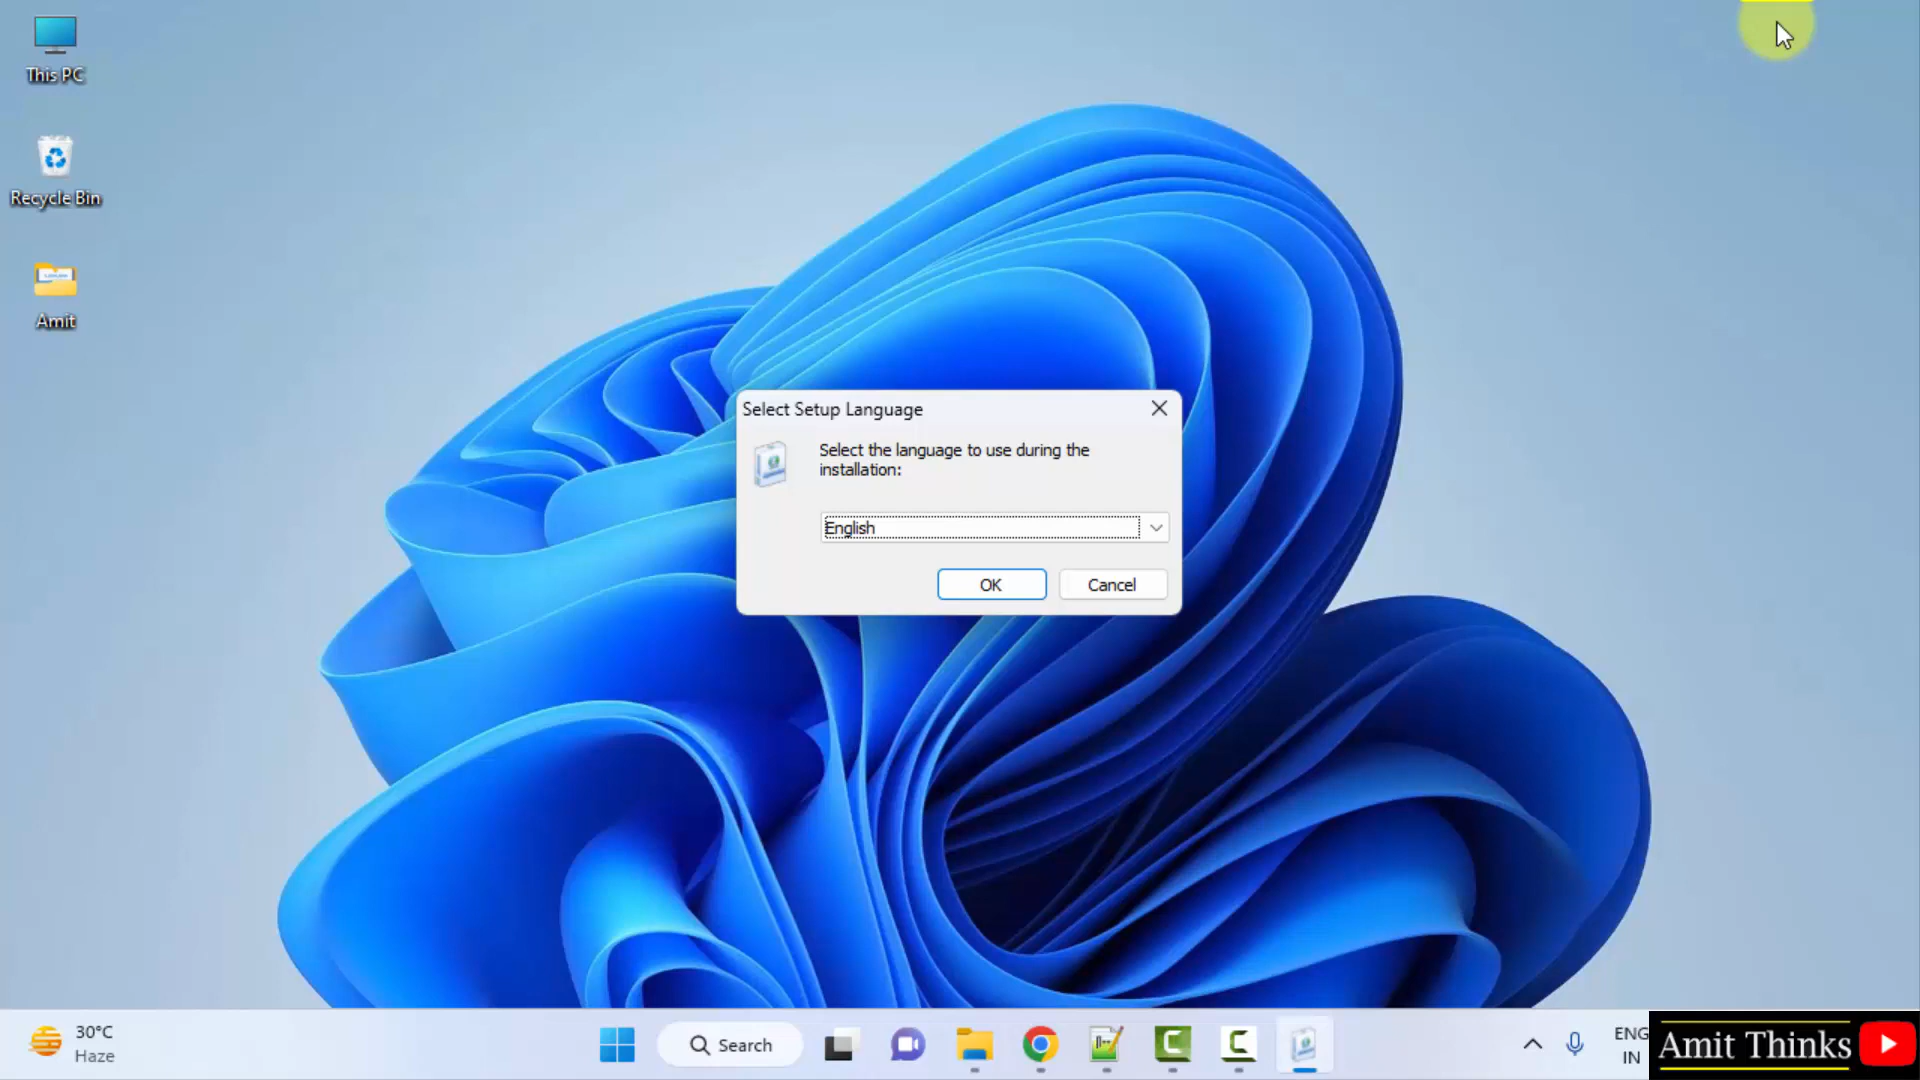 This PC
Recycle Bin
Amit
Select Setup Language
Select the language to use during the
installation:
English
OK
Cancel
30°C
Haze
Search
ENG
IN
Amit Thinks